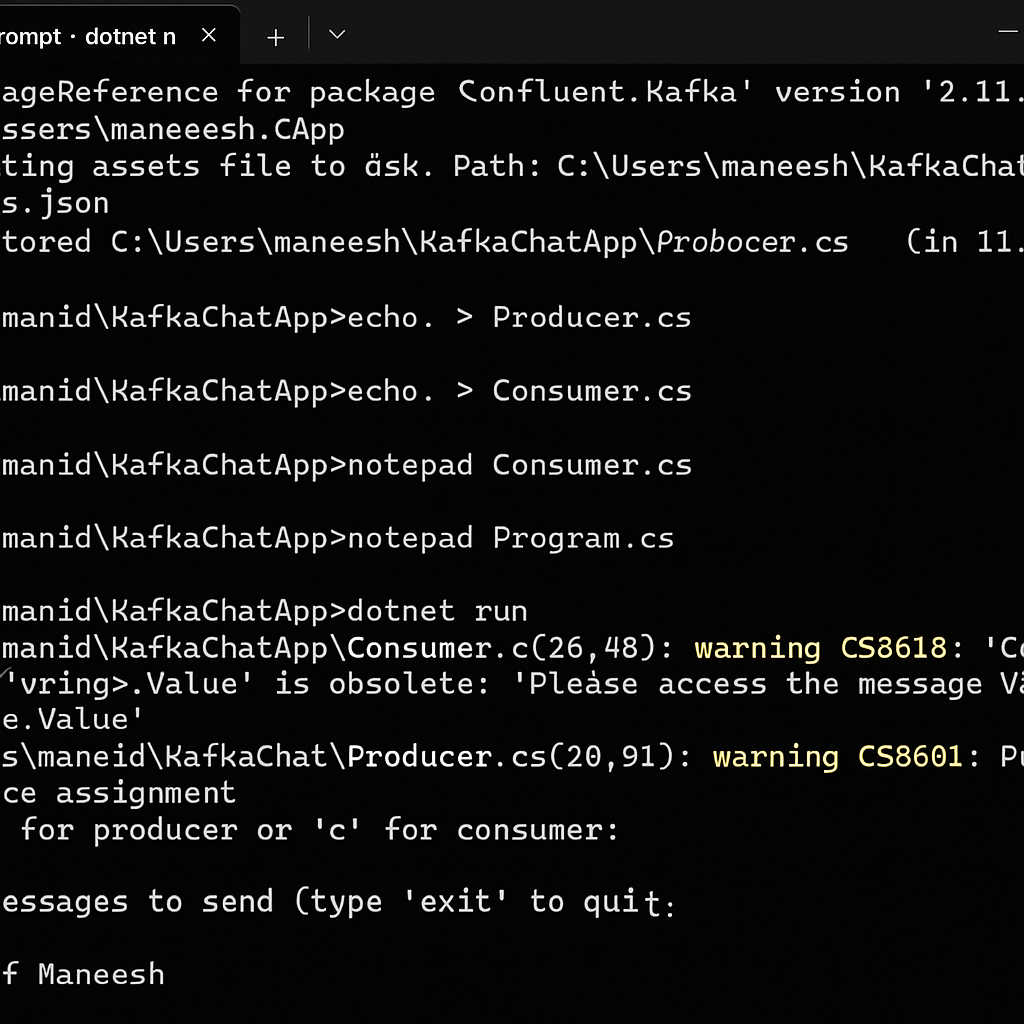 rompt · dotnet n
ageReference for package Confluent.Kafka' version '2.11.
ssers\maneeesh.CApp
ting assets file to äsk. Path: C:\Users\maneesh\KafkaChat
s.json
tored C:\Users\maneesh\KafkaChatApp\Probocer.cs (in 11.
manid\KafkaChatApp>echo. > Producer.cs
manid\KafkaChatApp>echo. > Consumer.cs
manid\KafkaChatApp>notepad Consumer.cs
manid\KafkaChatApp>notepad Program.cs
manid\KafkaChatApp>dotnet run
manid\KafkaChatApp\Consumer.c(26,48): warning CS8618: 'Co
'vring>.Value' is obsolete: 'Pleàse access the message Vä
e.Value'
s\maneid\KafkaChat\Producer.cs(20,91): warning CS8601: Pu
ce assignment
for producer or 'c' for consumer:
essages to send (type 'exit' to quit:
f Maneesh